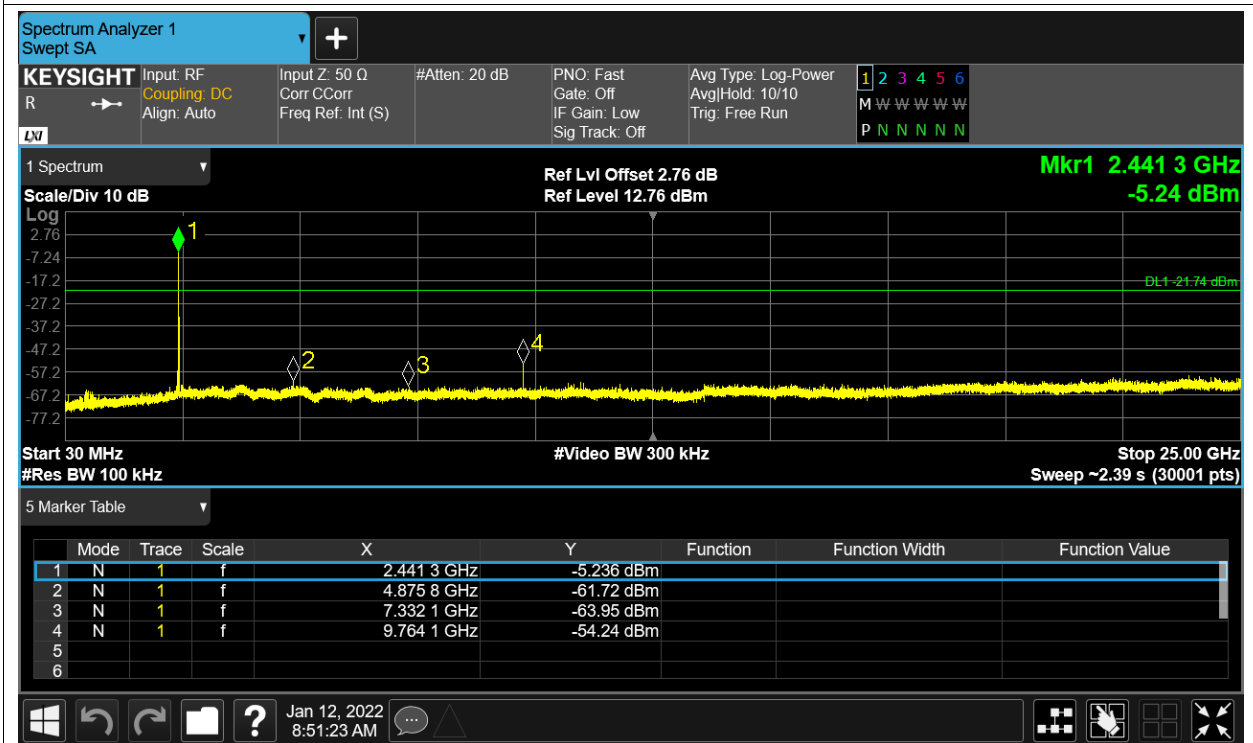 Spectrum Analyzer 1
Swept SA
+
KEYSIGHT
R
LXI
Input: RF
Coupling: DC
Align: Auto
Input Z: 50 Ω
Corr CCorr
Freq Ref: Int (S)
#Atten: 20 dB
PNO: Fast
Gate: Off
IF Gain: Low
Sig Track: Off
Avg Type: Log-Power
Avg|Hold: 10/10
Trig: Free Run
1 2 3 4 5 6
M W W W W W
P N N N N N
1 Spectrum
Scale/Div 10 dB
Ref Lvl Offset 2.76 dB
Ref Level 12.76 dBm
Mkr1 2.441 3 GHz
-5.24 dBm
Log
2.76
-7.24
-17.2
-27.2
-37.2
-47.2
-57.2
-67.2
-77.2
1
2
3
4
DL1 -21.74 dBm
Start 30 MHz #Video BW 300 kHz Stop 25.00 GHz
#Res BW 100 kHz Sweep ~2.39 s (30001 pts)
5 Marker Table
Mode Trace Scale X Y Function Function Width Function Value
1 N 1 f 2.441 3 GHz -5.236 dBm
2 N 1 f 4.875 8 GHz -61.72 dBm
3 N 1 f 7.332 1 GHz -63.95 dBm
4 N 1 f 9.764 1 GHz -54.24 dBm
5
6
?
Jan 12, 2022
8:51:23 AM